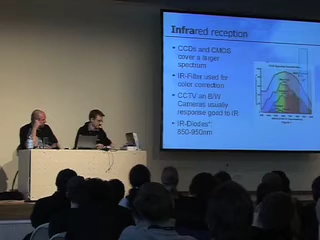 Infrared reception
• CCDs and CMOS
cover a larger
spectrum
• IR-Filter used for
color correction
• CCTV an B/W
Cameras usually
response good to IR
• IR-Diodes*:
850-950nm